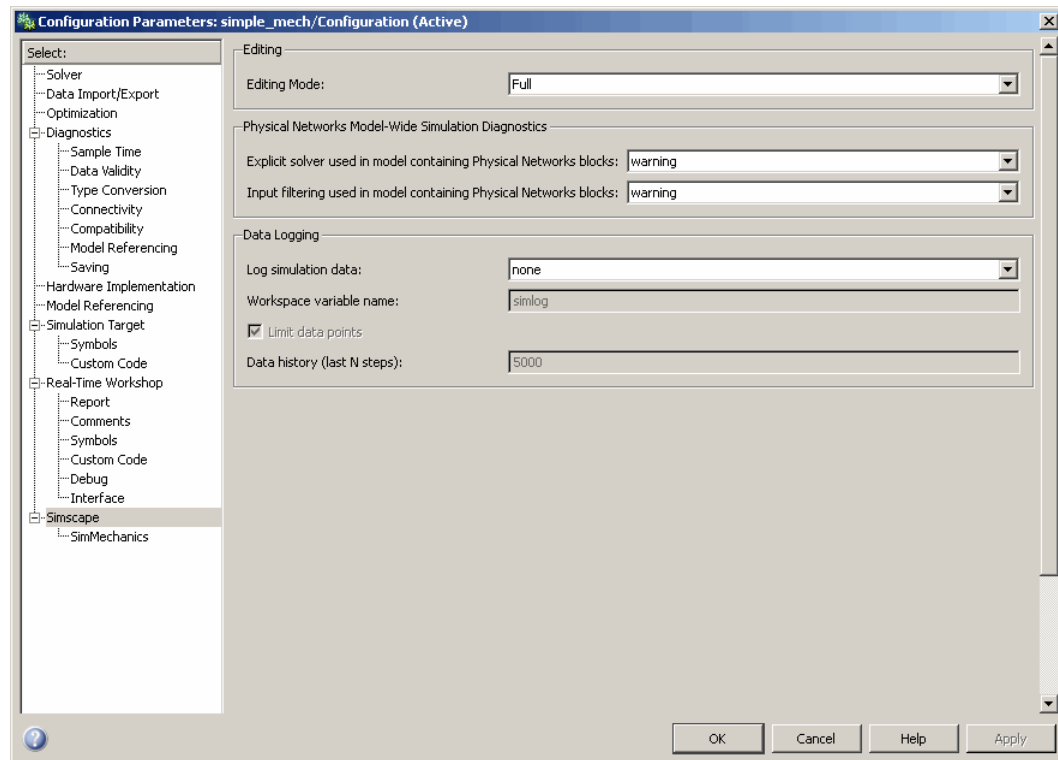 Configuration Parameters: simple_mech/Configuration (Active)
Select:
Solver
Data Import/Export
Optimization
Diagnostics
Sample Time
Data Validity
Type Conversion
Connectivity
Compatibility
Model Referencing
Saving
Hardware Implementation
Model Referencing
Simulation Target
Symbols
Custom Code
Real-Time Workshop
Report
Comments
Symbols
Custom Code
Debug
Interface
Simscape
SimMechanics
Editing
Editing Mode: Full
Physical Networks Model-Wide Simulation Diagnostics
Explicit solver used in model containing Physical Networks blocks: warning
Input filtering used in model containing Physical Networks blocks: warning
Data Logging
Log simulation data: none
Workspace variable name: simlog
Limit data points
Data history (last N steps): 5000
OK Cancel Help Apply